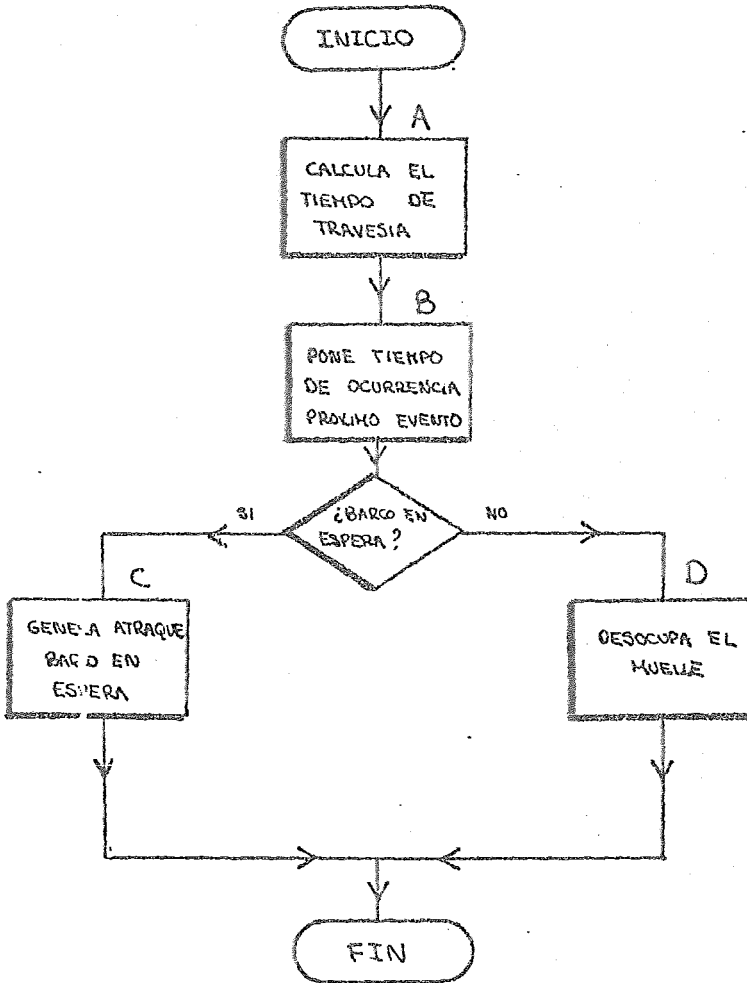 INICIO
A
CALCULA EL
TIEMPO DE
TRAVESIA
B
PONE TIEMPO
DE OCURRENCIA
PROXIMO EVENTO
¿BARCO EN
ESPERA?
SI
NO
C
D
GENERA ATRAQUE
BARCO EN
ESPERA
DESOCUPA EL
MUELLE
FIN